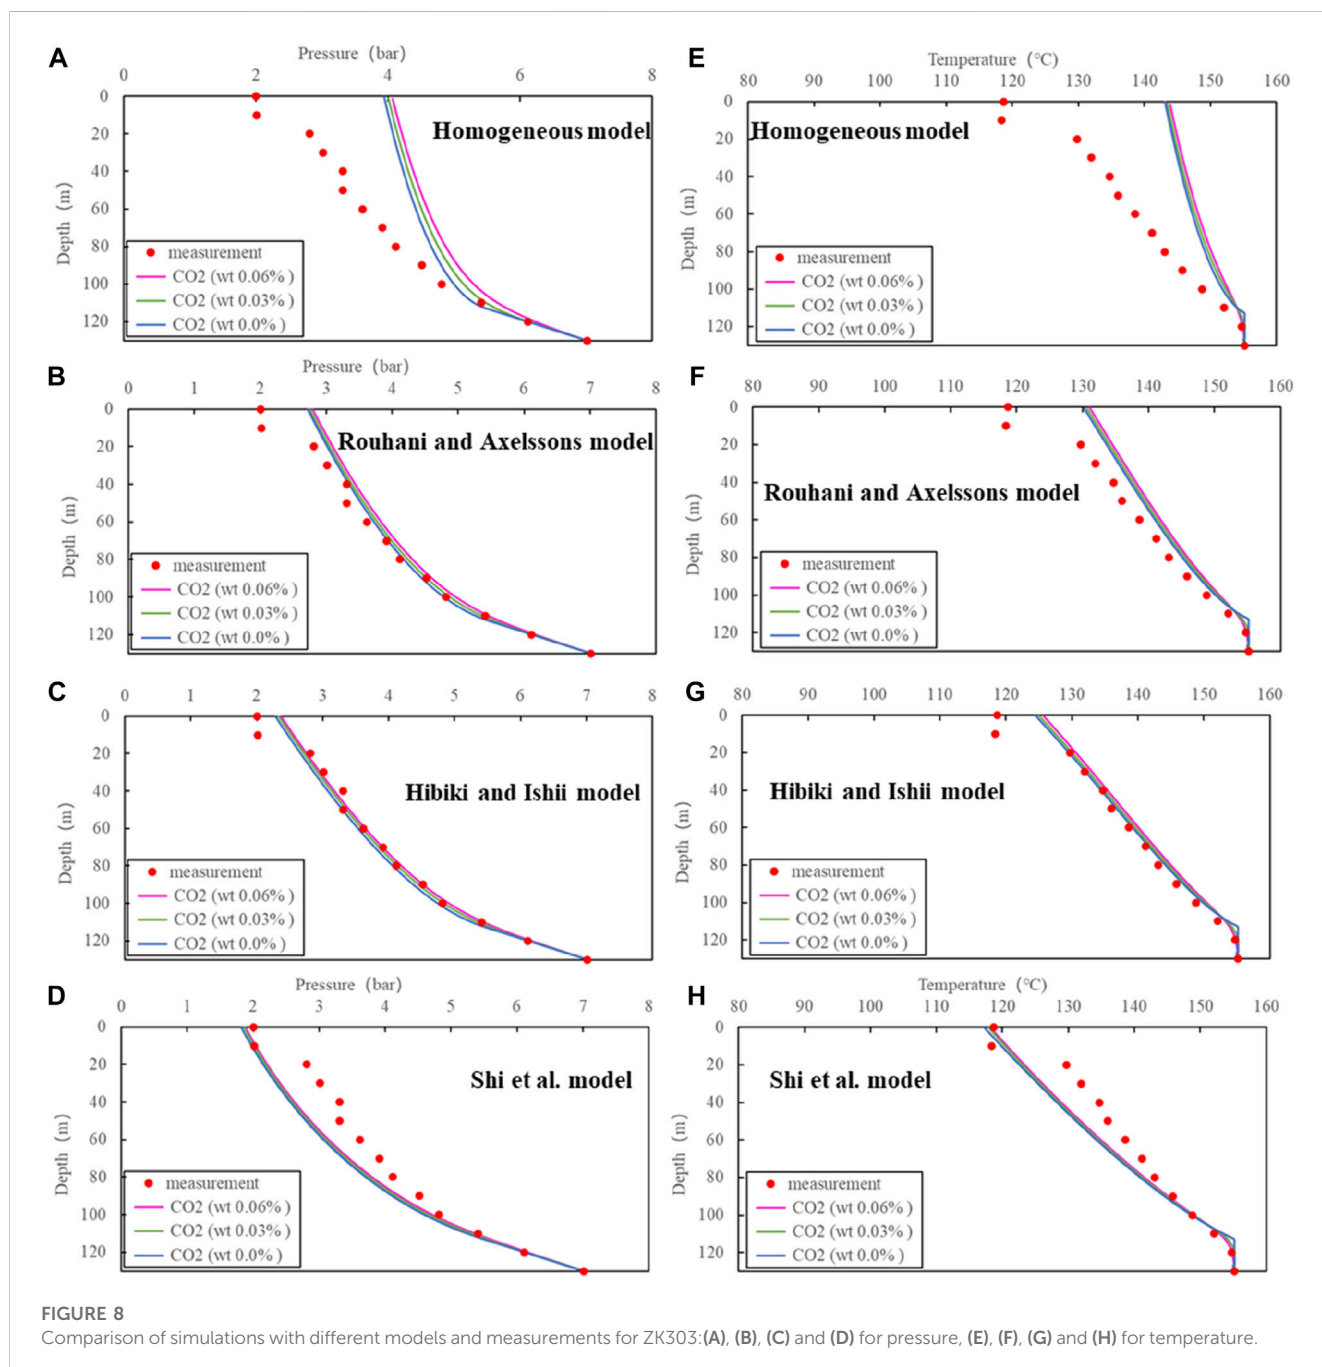 A
Pressure (bar)
0 2 4 6 8
0
20
40
60
80
100
120
Depth (m)
Homogeneous model
measurement
CO2 (wt 0.06% )
CO2 (wt 0.03% )
CO2 (wt 0.0% )
E
Temperature (°C)
80 90 100 110 120 130 140 150 160
0
20
40
60
80
100
120
Depth (m)
Homogeneous model
measurement
CO2 (wt 0.06% )
CO2 (wt 0.03% )
CO2 (wt 0.0% )
B
Pressure (bar)
0 1 2 3 4 5 6 7 8
0
20
40
60
80
100
120
Depth (m)
Rouhani and Axelssons model
measurement
CO2 (wt 0.06% )
CO2 (wt 0.03% )
CO2 (wt 0.0% )
F
80 90 100 110 120 130 140 150 160
0
20
40
60
80
100
120
Depth (m)
Rouhani and Axelssons model
measurement
CO2 (wt 0.06% )
CO2 (wt 0.03% )
CO2 (wt 0.0% )
C
0 1 2 3 4 5 6 7 8
0
20
40
60
80
100
120
Depth (m)
Hibiki and Ishii model
measurement
CO2 (wt 0.06% )
CO2 (wt 0.03% )
CO2 (wt 0.0% )
G
80 90 100 110 120 130 140 150 160
0
20
40
60
80
100
120
Depth (m)
Hibiki and Ishii model
measurement
CO2 (wt 0.06% )
CO2 (wt 0.03% )
CO2 (wt 0.0% )
D
Pressure (bar)
0 1 2 3 4 5 6 7 8
0
20
40
60
80
100
120
Depth (m)
Shi et al. model
measurement
CO2 (wt 0.06% )
CO2 (wt 0.03% )
CO2 (wt 0.0% )
H
Temperature (°C)
80 90 100 110 120 130 140 150 160
0
20
40
60
80
100
120
Depth (m)
Shi et al. model
measurement
CO2 (wt 0.06% )
CO2 (wt 0.03% )
CO2 (wt 0.0% )
FIGURE 8
Comparison of simulations with different models and measurements for ZK303:(A), (B), (C) and (D) for pressure, (E), (F), (G) and (H) for temperature.